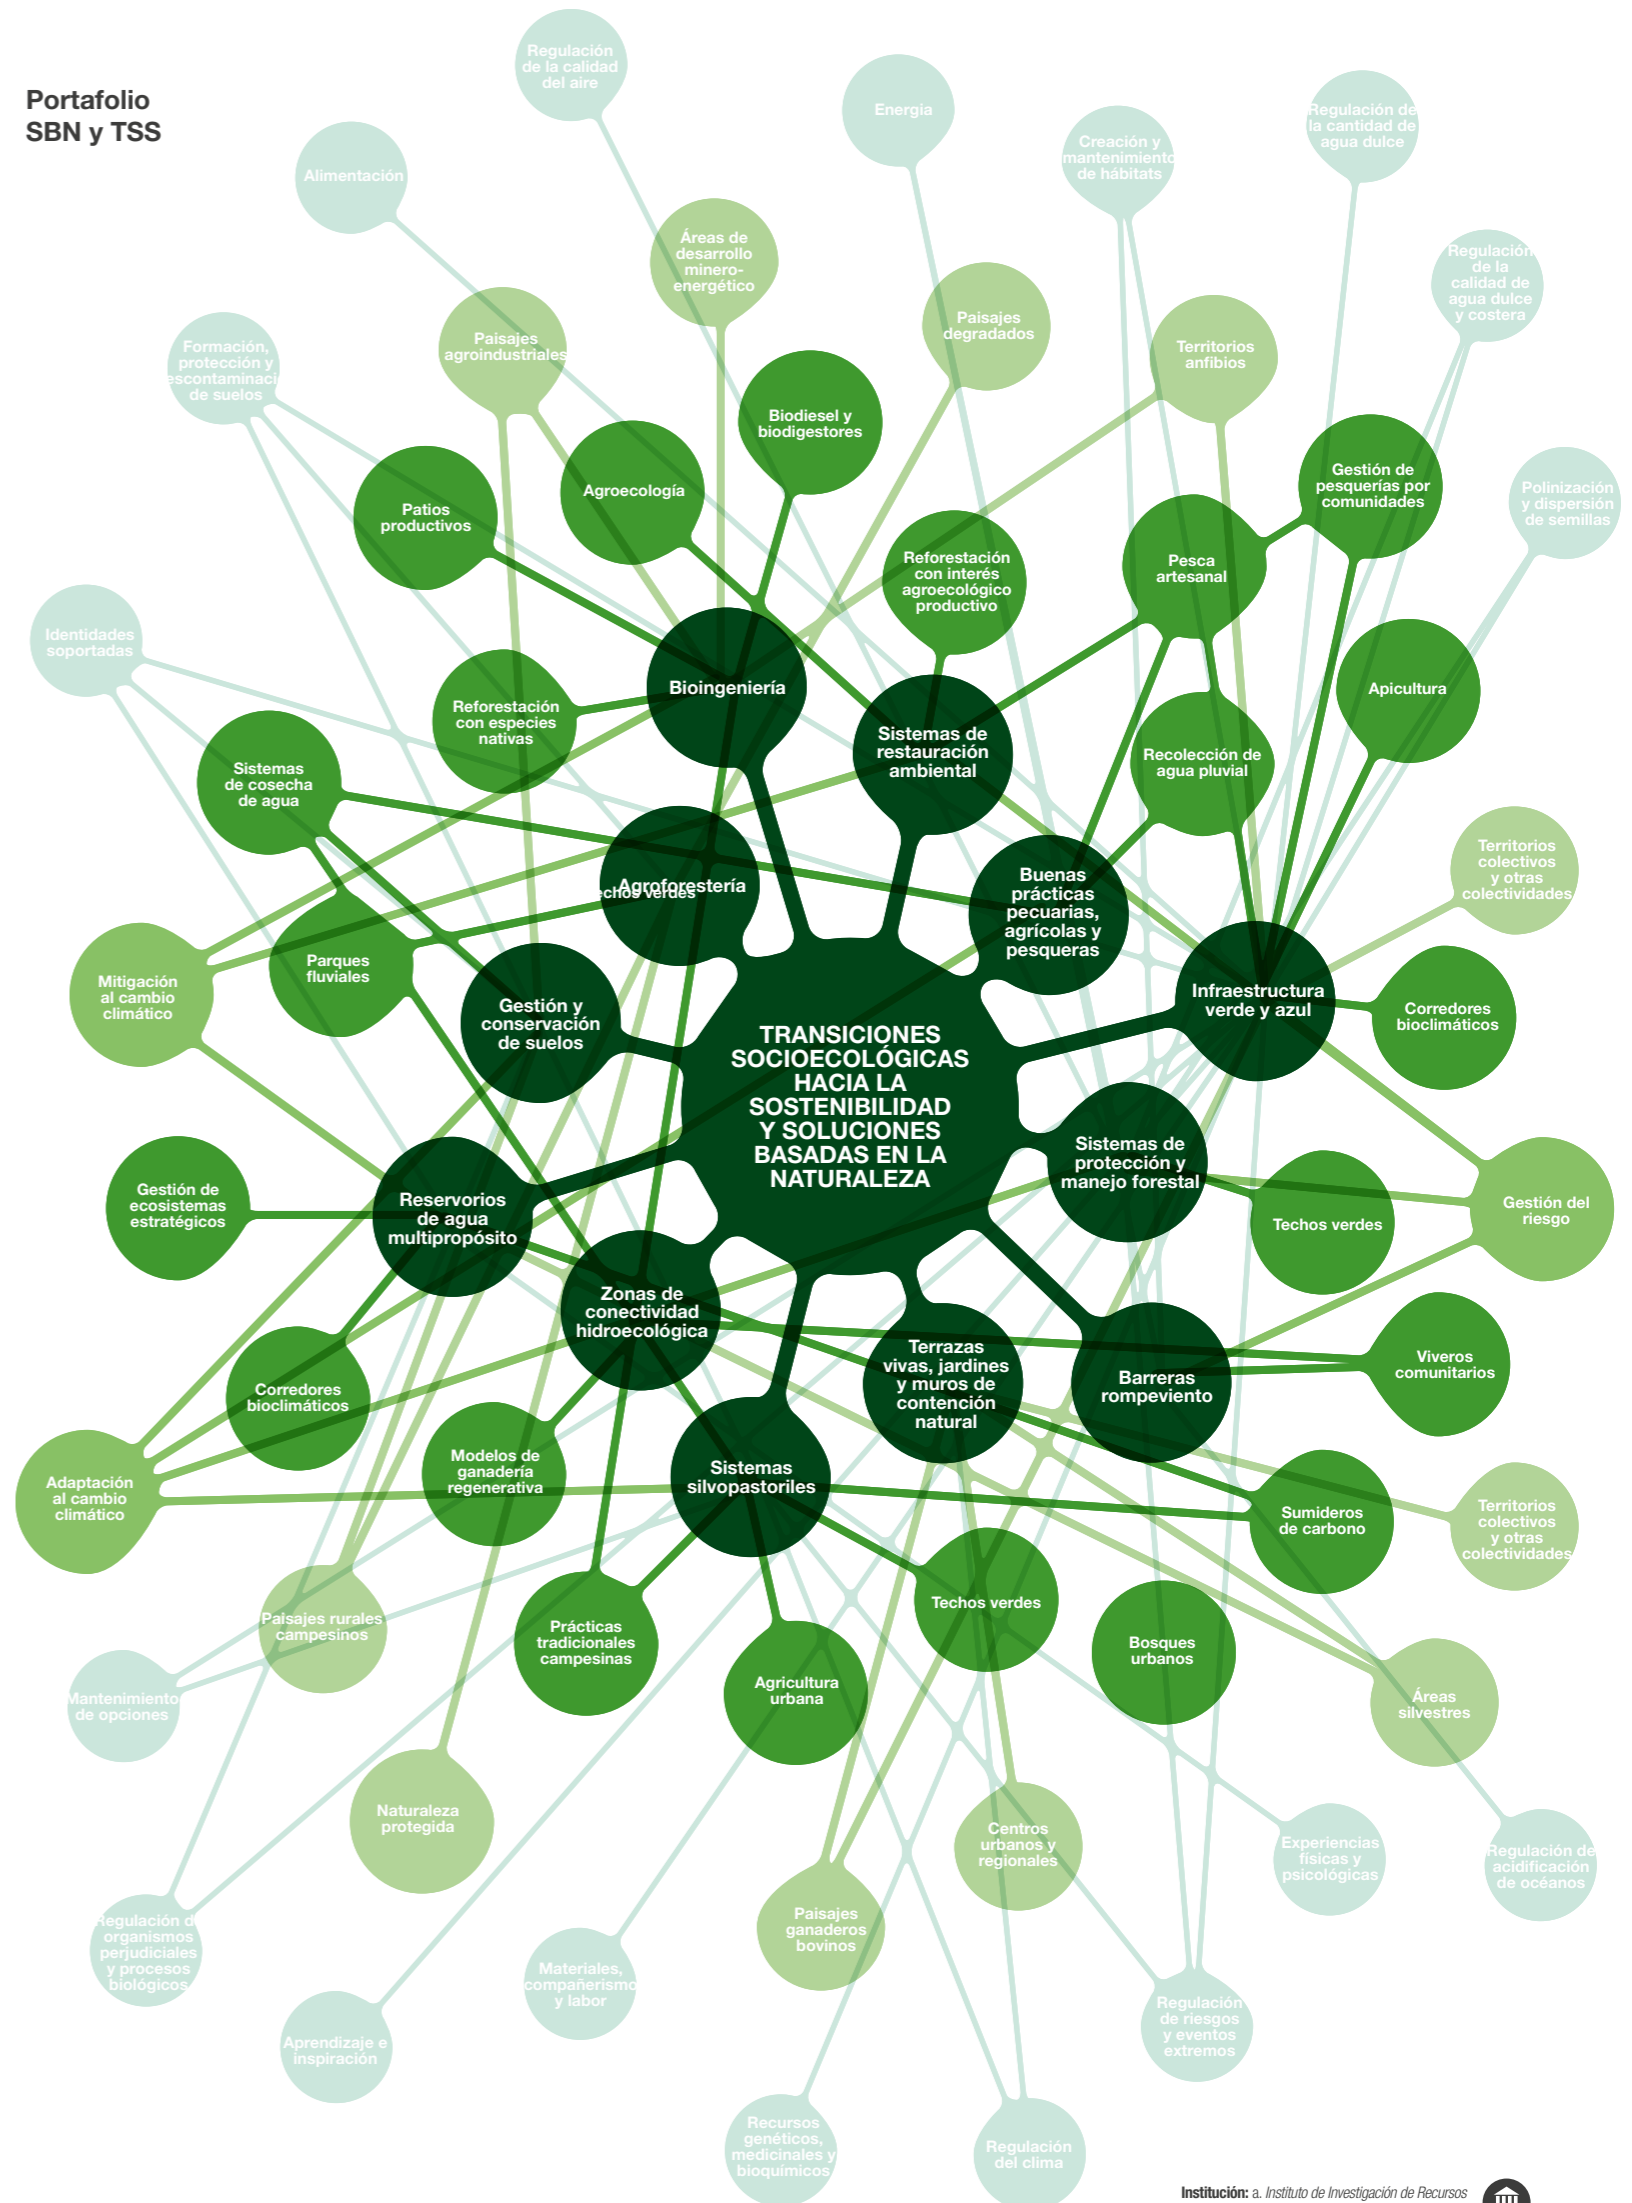 Portafolio
SBN y TSS
Regulación
de la calidad
del aire
Energia
Creación y
mantenimiento
de hábitats
Regulación de
la cantidad de
agua dulce
Alimentación
Áreas de
desarrollo
minero-
energético
Regulación
de la
calidad de
agua dulce
y costera
Paisajes
agroindustriales
Paisajes
degradados
Territorios
anfibios
Formación,
protección y
escontaminaci
de suelos
Biodiesel y
biodigestores
Agroecología
Gestión de
pesquerías por
comunidades
Patios
productivos
Polinización
y dispersión
de semillas
Reforestación
con interés
agroecológico
productivo
Pesca
artesanal
Identidades
soportadas
Bioingeniería
Apicultura
Reforestación
con especies
nativas
Sistemas de
restauración
ambiental
Recolección de
agua pluvial
Sistemas
de cosecha
de agua
Territorios
colectivos
y otras
colectividades
Agroforestería
echos verdes
Buenas
prácticas
pecuarias,
agrícolas y
pesqueras
Parques
fluviales
Mitigación
al cambio
climático
Gestión y
conservación
de suelos
Infraestructura
verde y azul
Corredores
bioclimáticos
TRANSICIONES
SOCIOECOLÓGICAS
HACIA LA
SOSTENIBILIDAD
Y SOLUCIONES
BASADAS EN LA
NATURALEZA
Sistemas de
protección y
manejo forestal
Gestión de
ecosistemas
estratégicos
Reservorios
de agua
multipropósito
Techos verdes
Gestión del
riesgo
Zonas de
conectividad
hidroecológica
Terrazas
vivas, jardines
y muros de
contención
natural
Barreras
rompeviento
Viveros
comunitarios
Corredores
bioclimáticos
Modelos de
ganadería
regenerativa
Sistemas
silvopastoriles
Adaptación
al cambio
climático
Sumideros
de carbono
Territorios
colectivos
y otras
colectividades
Paisajes rurales
campesinos
Prácticas
tradicionales
campesinas
Techos verdes
Bosques
urbanos
Agricultura
urbana
Mantenimiento
de opciones
Áreas
silvestres
Naturaleza
protegida
Centros
urbanos y
regionales
Experiencias
físicas y
psicológicas
Regulación de
acidificación
de océanos
Paisajes
ganaderos
bovinos
Regulación d
organismos
perjudiciales
y procesos
biológicos
Materiales,
compañerismo
y labor
Regulación
de riesgos
y eventos
extremos
Aprendizaje e
inspiración
Recursos
genéticos,
medicinales y
bioquímicos
Regulación
del clima
Institución: a. Instituto de Investigación de Recursos